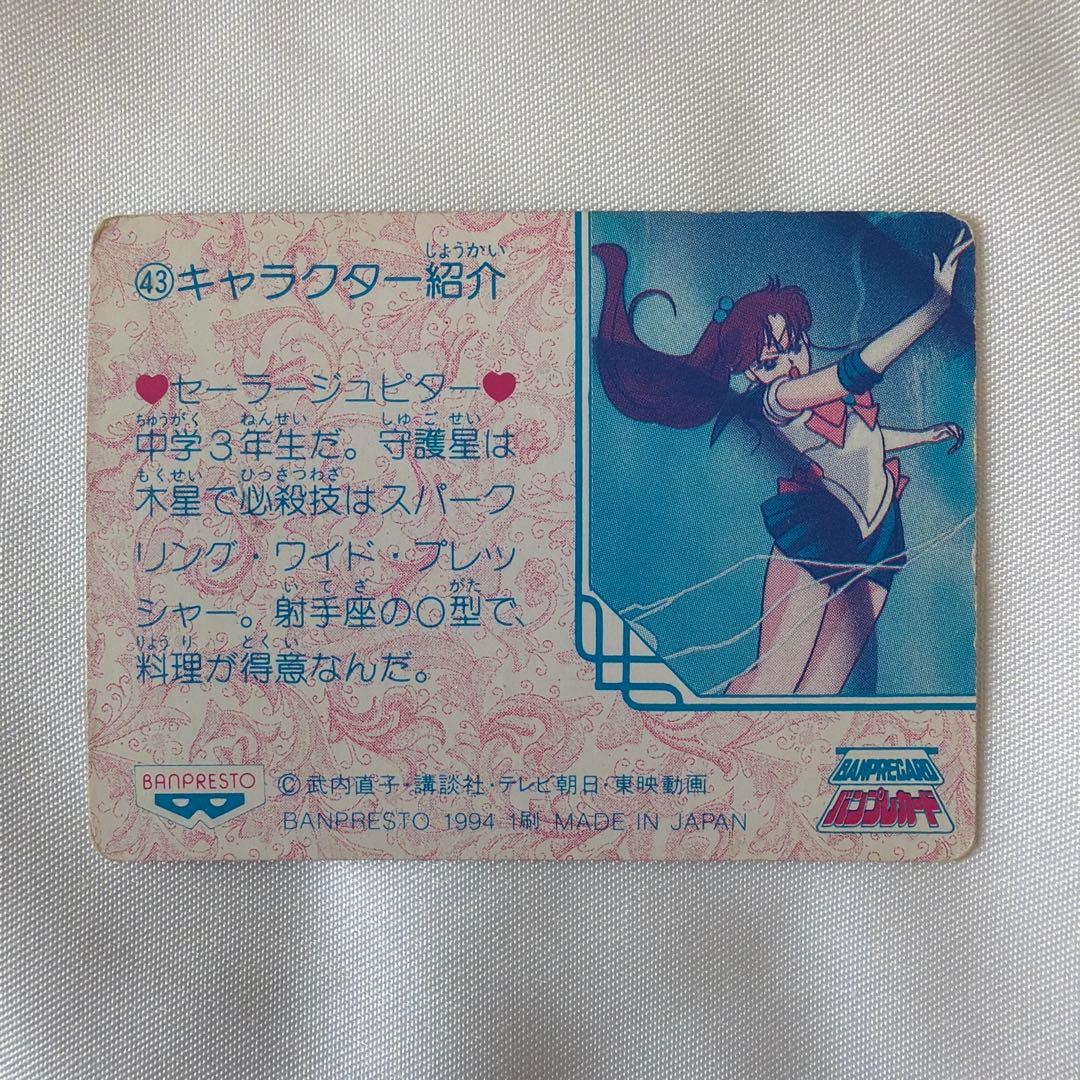 しょうかい
㊸キャラクター紹介
♥セーラージュピター♥
ちゅうがく ねんせい しゅごせい
中学3年生だ。守護星は
もくせい ひっさつわざ
木星で必殺技はスパーク
リング・ワイド・プレッ
いてざ がた
シャー。射手座のO型で、
りょうり とくい
料理が得意なんだ。
BANPRESTO
©武内直子・講談社・テレビ朝日・東映動画
BANPRESTO 1994 1刷 MADE IN JAPAN
BANPRECARD
バンプレカード